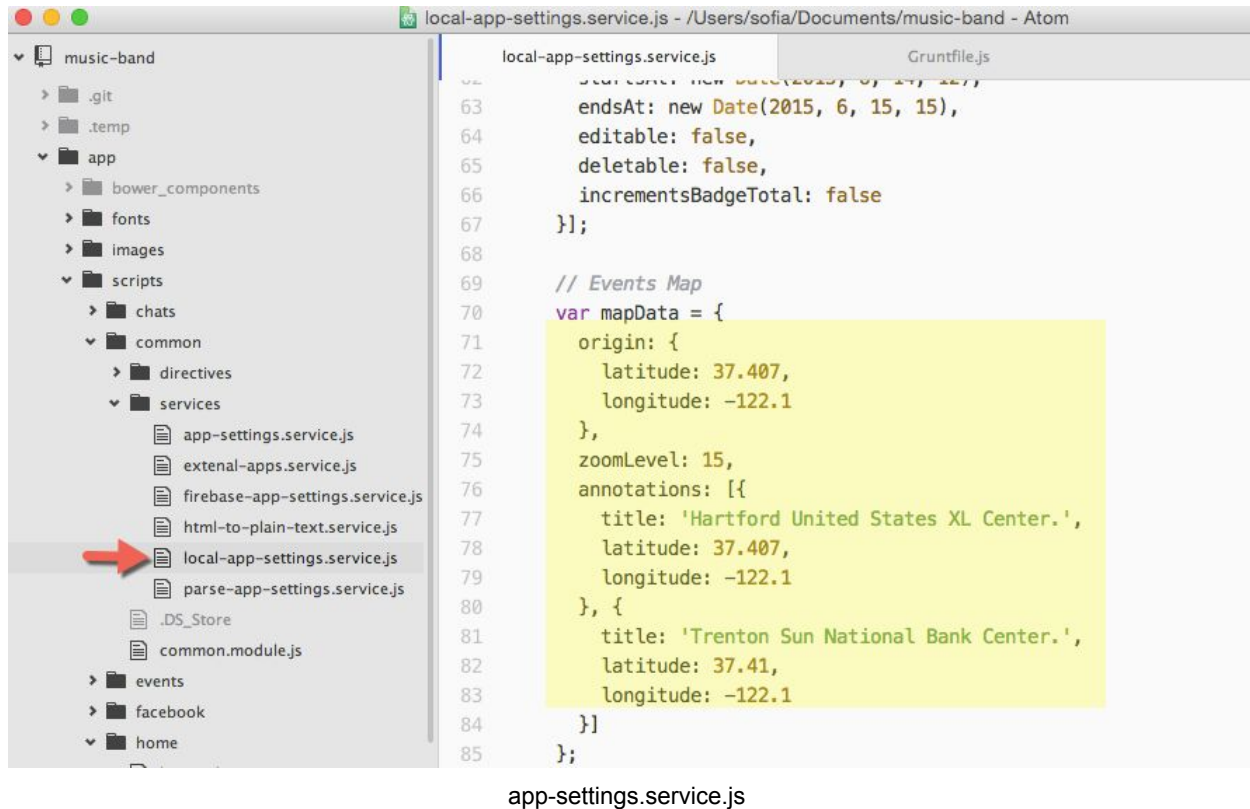 local-app-settings.service.js - /Users/sofia/Documents/music-band - Atom
music-band
.git
.temp
app
bower_components
fonts
images
scripts
chats
common
directives
services
app-settings.service.js
extenal-apps.service.js
firebase-app-settings.service.js
html-to-plain-text.service.js
local-app-settings.service.js
parse-app-settings.service.js
.DS_Store
common.module.js
events
facebook
home
local-app-settings.service.js
Gruntfile.js
63 endsAt: new Date(2015, 6, 15, 15),
64 editable: false,
65 deletable: false,
66 incrementsBadgeTotal: false
67 }];
68
69 // Events Map
70 var mapData = {
71 origin: {
72 latitude: 37.407,
73 longitude: -122.1
74 },
75 zoomLevel: 15,
76 annotations: [{
77 title: 'Hartford United States XL Center.',
78 latitude: 37.407,
79 longitude: -122.1
80 }, {
81 title: 'Trenton Sun National Bank Center.',
82 latitude: 37.41,
83 longitude: -122.1
84 }]
85 };
app-settings.service.js